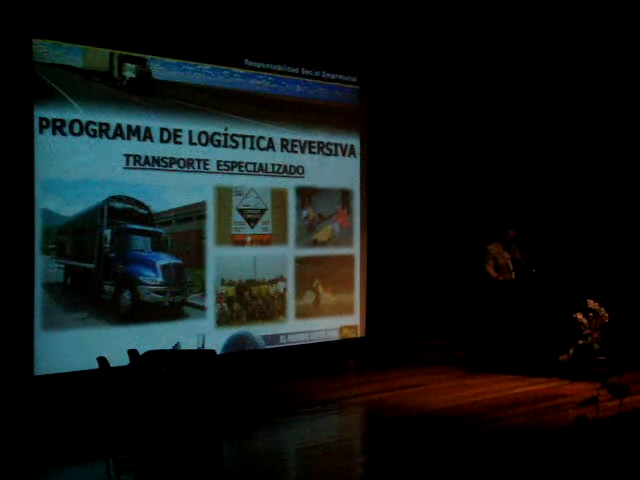 Responsabilidad Social Empresarial
PROGRAMA DE LOGÍSTICA REVERSIVA
TRANSPORTE ESPECIALIZADO